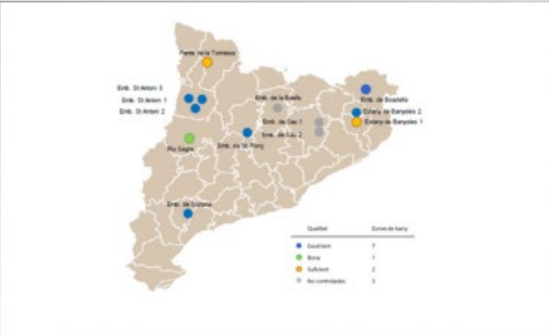 Panta de la Torrassa
Emb. St Antoni 3
Emb. St Antoni 1
Emb. St Antoni 2
Emb. de la Baells
Emb. de Boadella
Estany de Banyoles 2
Estany de Banyoles 1
Emb. de Sau 1
Emb. de Sau 2
Emb. de St. Ponç
Riu Segre
Emb. de Siurana
Qualitat Zones de bany
Excel·lent 7
Bona 1
Suficient 2
No controlades 3